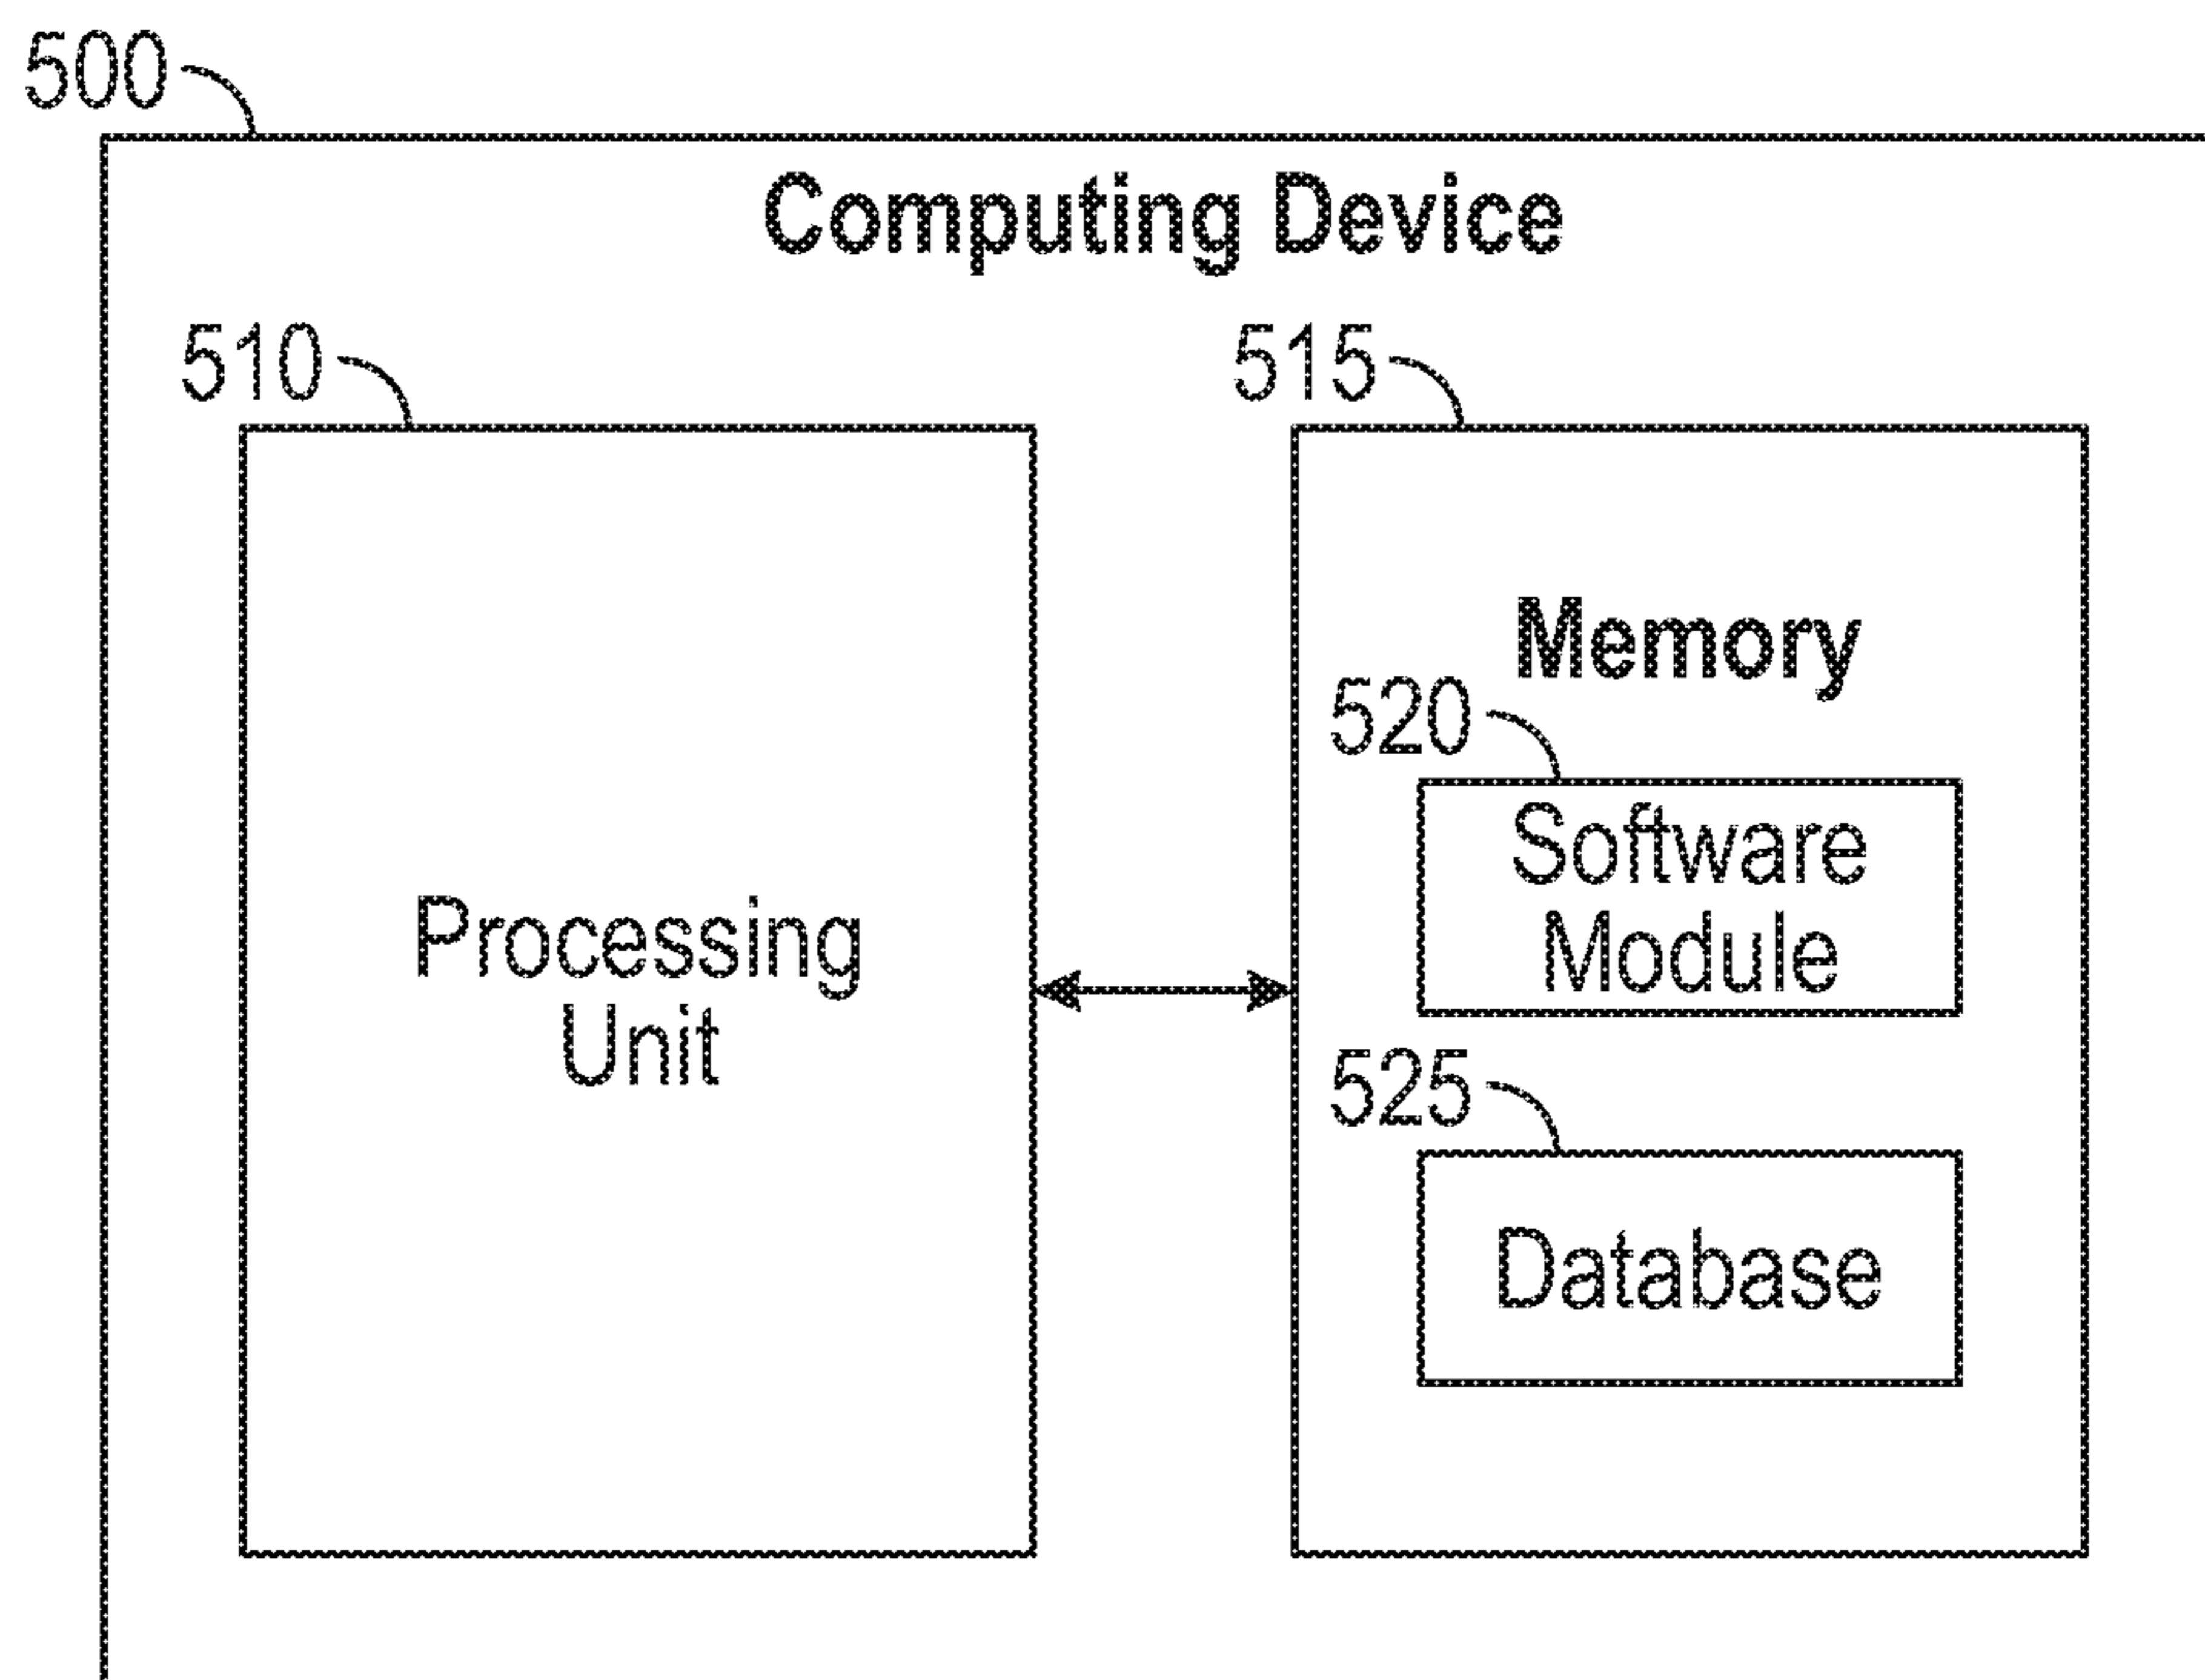 500
Computing Device
510
515
Memory
520
Software
Module
Processing
Unit
525
Database